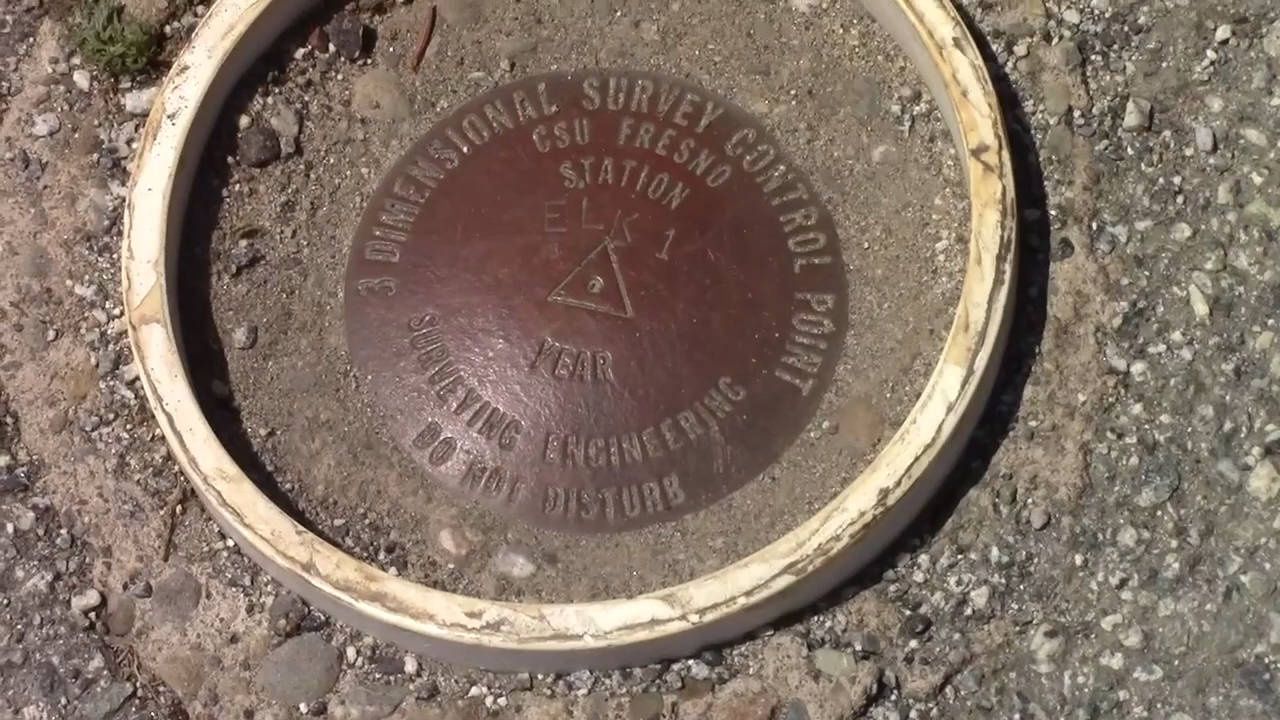 3 DIMENSIONAL SURVEY CONTROL POINT
CSU FRESNO
STATION
ELK 1
YEAR
SURVEYING ENGINEERING
DO NOT DISTURB